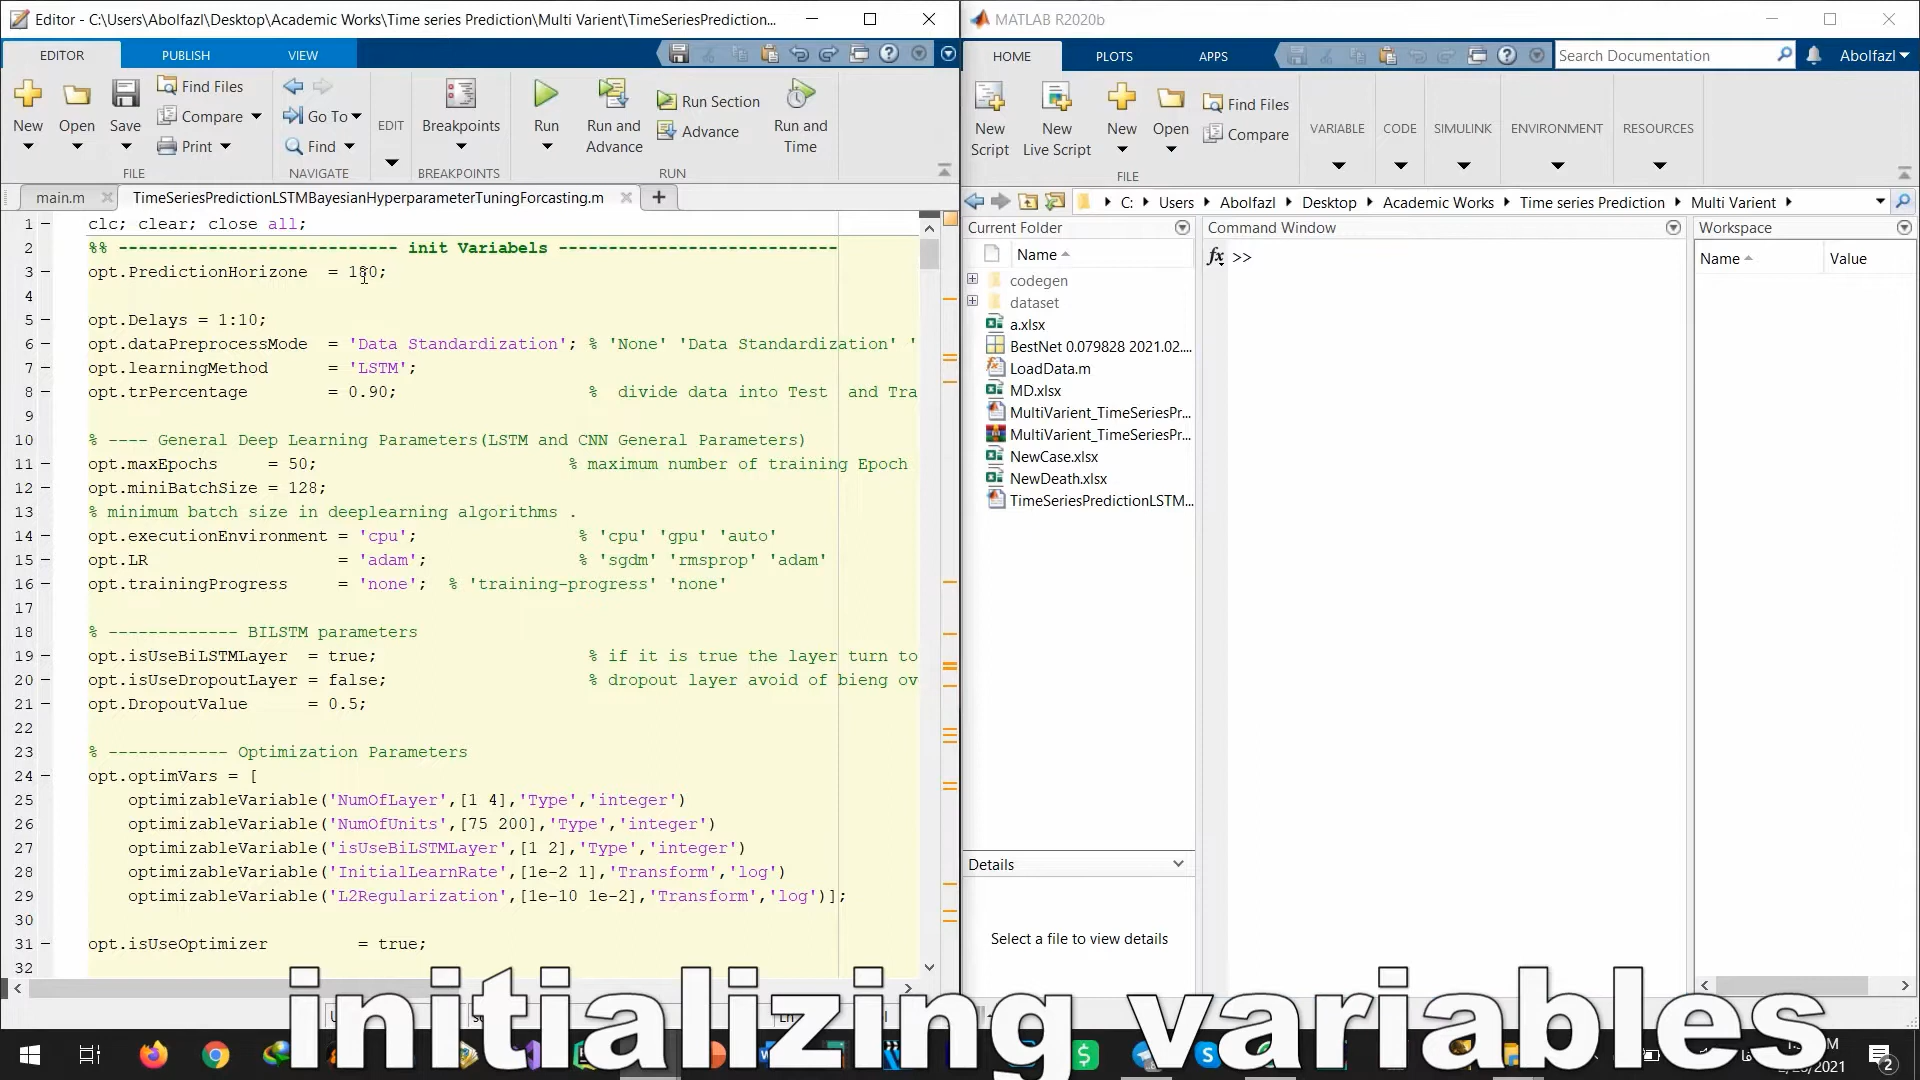 Editor - C:\Users\Abolfazl\Desktop\Academic Works\Time series Prediction\Multi Varient\TimeSeriesPrediction...
EDITOR PUBLISH VIEW
New Open Save
Find Files
Compare
Print
Go To
Find
EDIT
Breakpoints
Run
Run and Advance
Run Section
Advance
Run and Time
FILE NAVIGATE BREAKPOINTS RUN
main.m TimeSeriesPredictionLSTMBayesianHyperparameterTuningForcasting.m
1 clc; clear; close all;
2 %% ---------------------------- init Variabels ----------------------------
3 opt.PredictionHorizone = 180;
4
5 opt.Delays = 1:10;
6 opt.dataPreprocessMode = 'Data Standardization'; % 'None' 'Data Standardization' '
7 opt.learningMethod = 'LSTM';
8 opt.trPercentage = 0.90; % divide data into Test and Tra
9
10 % ---- General Deep Learning Parameters(LSTM and CNN General Parameters)
11 opt.maxEpochs = 50; % maximum number of training Epoch
12 opt.miniBatchSize = 128;
13 % minimum batch size in deeplearning algorithms .
14 opt.executionEnvironment = 'cpu'; % 'cpu' 'gpu' 'auto'
15 opt.LR = 'adam'; % 'sgdm' 'rmsprop' 'adam'
16 opt.trainingProgress = 'none'; % 'training-progress' 'none'
17
18 % ------------- BILSTM parameters
19 opt.isUseBiLSTMLayer = true; % if it is true the layer turn to
20 opt.isUseDropoutLayer = false; % dropout layer avoid of bieng ov
21 opt.DropoutValue = 0.5;
22
23 % ------------ Optimization Parameters
24 opt.optimVars = [
25 optimizableVariable('NumOfLayer',[1 4],'Type','integer')
26 optimizableVariable('NumOfUnits',[75 200],'Type','integer')
27 optimizableVariable('isUseBiLSTMLayer',[1 2],'Type','integer')
28 optimizableVariable('InitialLearnRate',[1e-2 1],'Transform','log')
29 optimizableVariable('L2Regularization',[1e-10 1e-2],'Transform','log')];
30
31 opt.isUseOptimizer = true;
32
MATLAB R2020b
HOME PLOTS APPS
Search Documentation
Abolfazl
New Script
New Live Script
New
Open
Find Files
Compare
VARIABLE CODE SIMULINK ENVIRONMENT RESOURCES
FILE
C: Users Abolfazl Desktop Academic Works Time series Prediction Multi Varient
Current Folder
Name
codegen
dataset
a.xlsx
BestNet 0.079828 2021.02....
LoadData.m
MD.xlsx
MultiVarient_TimeSeriesPr...
MultiVarient_TimeSeriesPr...
NewCase.xlsx
NewDeath.xlsx
TimeSeriesPredictionLSTM...
Details
Select a file to view details
Command Window
fx >>
Workspace
Name Value
initializing variables